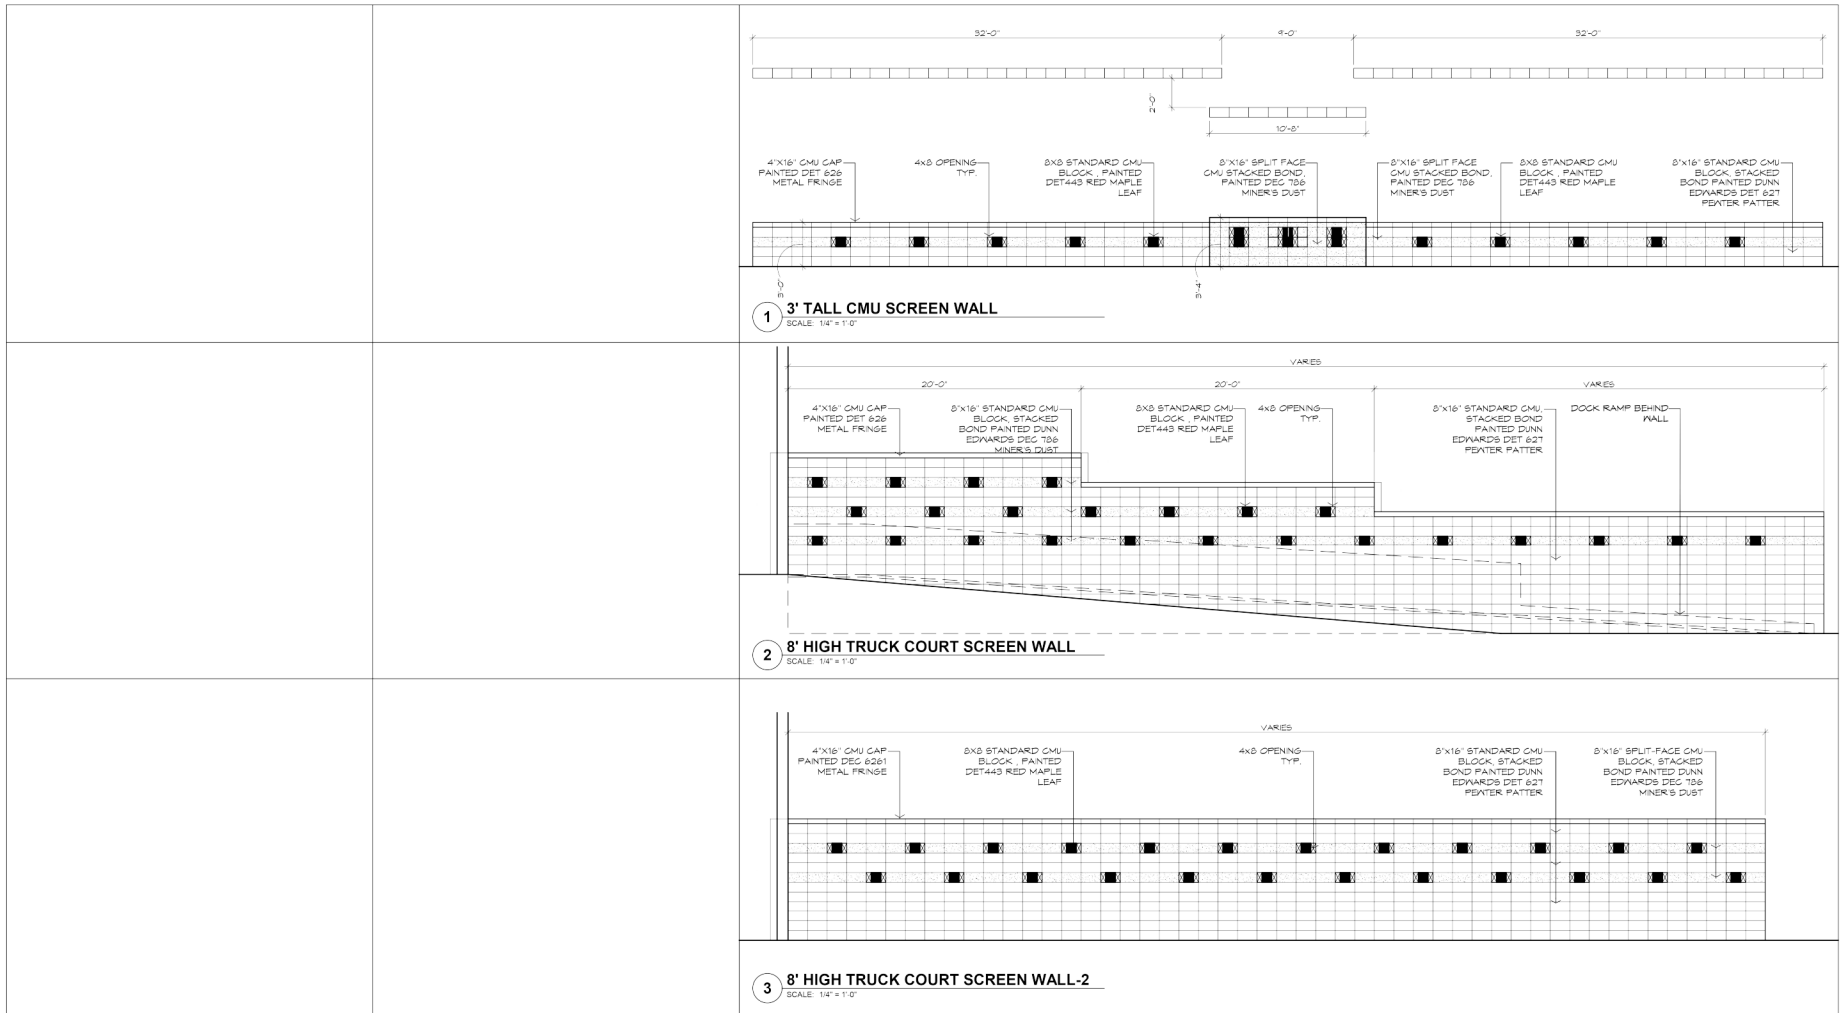 32'-0"
9'-0"
32'-0"
2'-0"
10'-8"
4"X16" CMU CAP
PAINTED DET 626
METAL FRINGE
4x8 OPENING
TYP.
8X8 STANDARD CMU
BLOCK , PAINTED
DET443 RED MAPLE
LEAF
8"X16" SPLIT FACE
CMU STACKED BOND,
PAINTED DEC 786
MINER'S DUST
8"X16" SPLIT FACE
CMU STACKED BOND,
PAINTED DEC 786
MINER'S DUST
8X8 STANDARD CMU
BLOCK , PAINTED
DET443 RED MAPLE
LEAF
8"x16" STANDARD CMU
BLOCK, STACKED
BOND PAINTED DUNN
EDWARDS DET 627
PEWTER PATTER
3'-0"
3'-4"
1
3' TALL CMU SCREEN WALL
SCALE: 1/4" = 1'-0"
VARIES
20'-0"
20'-0"
VARIES
4"X16" CMU CAP
PAINTED DET 626
METAL FRINGE
8"x16" STANDARD CMU
BLOCK, STACKED
BOND PAINTED DUNN
EDWARDS DEC 786
MINER'S DUST
8X8 STANDARD CMU
BLOCK , PAINTED
DET443 RED MAPLE
LEAF
4x8 OPENING
TYP.
8"x16" STANDARD CMU,
STACKED BOND
PAINTED DUNN
EDWARDS DET 627
PEWTER PATTER
DOCK RAMP BEHIND
WALL
2
8' HIGH TRUCK COURT SCREEN WALL
SCALE: 1/4" = 1'-0"
VARIES
4"X16" CMU CAP
PAINTED DEC 6261
METAL FRINGE
8X8 STANDARD CMU
BLOCK , PAINTED
DET443 RED MAPLE
LEAF
4x8 OPENING
TYP.
8"x16" STANDARD CMU
BLOCK, STACKED
BOND PAINTED DUNN
EDWARDS DET 627
PEWTER PATTER
8"x16" SPLIT-FACE CMU
BLOCK, STACKED
BOND PAINTED DUNN
EDWARDS DEC 786
MINER'S DUST
3
8' HIGH TRUCK COURT SCREEN WALL-2
SCALE: 1/4" = 1'-0"